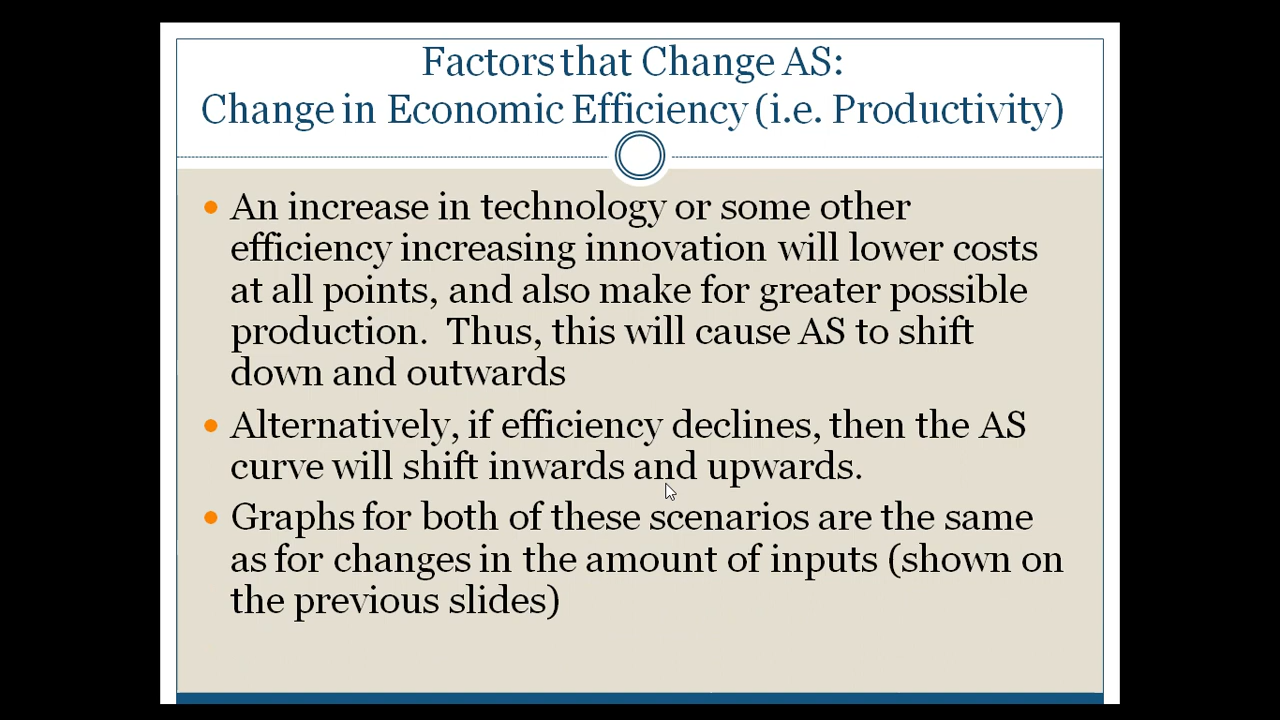 Factors that Change AS:
Change in Economic Efficiency (i.e. Productivity)
• An increase in technology or some other
efficiency increasing innovation will lower costs
at all points, and also make for greater possible
production.  Thus, this will cause AS to shift
down and outwards
• Alternatively, if efficiency declines, then the AS
curve will shift inwards and upwards.
• Graphs for both of these scenarios are the same
as for changes in the amount of inputs (shown on
the previous slides)